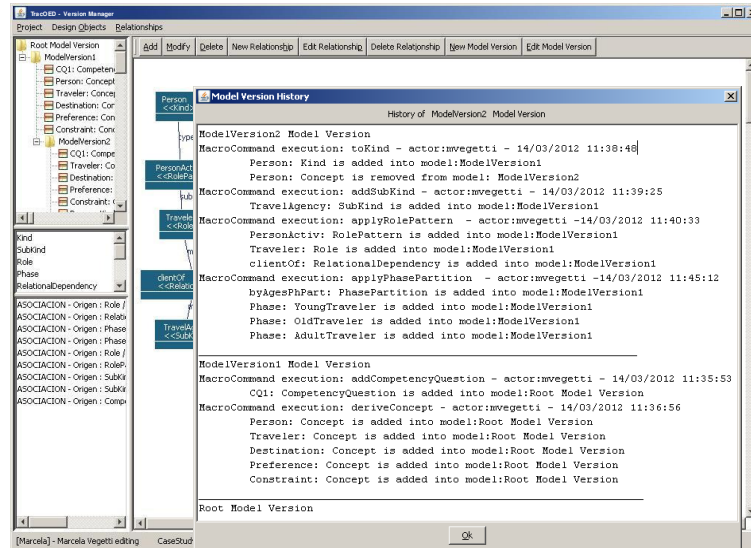 TracOED - Version Manager
Project Design Objects Relationships
Add Modify Delete New Relationship Edit Relationship Delete Relationship New Model Version Edit Model Version
Root Model Version
ModelVersion1
CQ1: Competen
Person: Concept
Traveler: Concep
Destination: Con
Preference: Con
Constraint: Conc
ModelVersion2
CQ1: Compe
Traveler: Co
Destination:
Preference:
Constraint: (
Kind
SubKind
Role
Phase
RelationalDependency
ASOCIACION - Origen : Role /
ASOCIACION - Origen : Relatio
ASOCIACION - Origen : Phase
ASOCIACION - Origen : Phase
ASOCIACION - Origen : Role /
ASOCIACION - Origen : RoleP
ASOCIACION - Origen : SubKir
ASOCIACION - Origen : SubKir
ASOCIACION - Origen : Compe
Person
<<Kind>
type
PersonActi
<<RolePa
sub
Travele
<<Role
clientOf
<<Relatio
TravelAg
<<SubK
Model Version History
History of ModelVersion2 Model Version
ModelVersion2 Model Version
MacroCommand execution: toKind - actor:mvegetti - 14/03/2012 11:38:48
Person: Kind is added into model:ModelVersion1
Person: Concept is removed from model: ModelVersion2
MacroCommand execution: addSubKind - actor:mvegetti - 14/03/2012 11:39:25
TravelAgency: SubKind is added into model:ModelVersion1
MacroCommand execution: applyRolePattern - actor:mvegetti -14/03/2012 11:40:33
PersonActiv: RolePattern is added into model:ModelVersion1
Traveler: Role is added into model:ModelVersion1
clientOf: RelationalDependency is added into model:ModelVersion1
MacroCommand execution: applyPhasePartition - actor:mvegetti -14/03/2012 11:45:12
byAgesPhPart: PhasePartition is added into model:ModelVersion1
Phase: YoungTraveler is added into model:ModelVersion1
Phase: OldTraveler is added into model:ModelVersion1
Phase: AdultTraveler is added into model:ModelVersion1
ModelVersion1 Model Version
MacroCommand execution: addCompetencyQuestion - actor:mvegetti - 14/03/2012 11:35:53
CQ1: CompetencyQuestion is added into model:Root Model Version
MacroCommand execution: deriveConcept - actor:mvegetti - 14/03/2012 11:36:56
Person: Concept is added into model:Root Model Version
Traveler: Concept is added into model:Root Model Version
Destination: Concept is added into model:Root Model Version
Preference: Concept is added into model:Root Model Version
Constraint: Concept is added into model:Root Model Version
Root Model Version
Ok
[Marcela] - Marcela Vegetti editing CaseStud